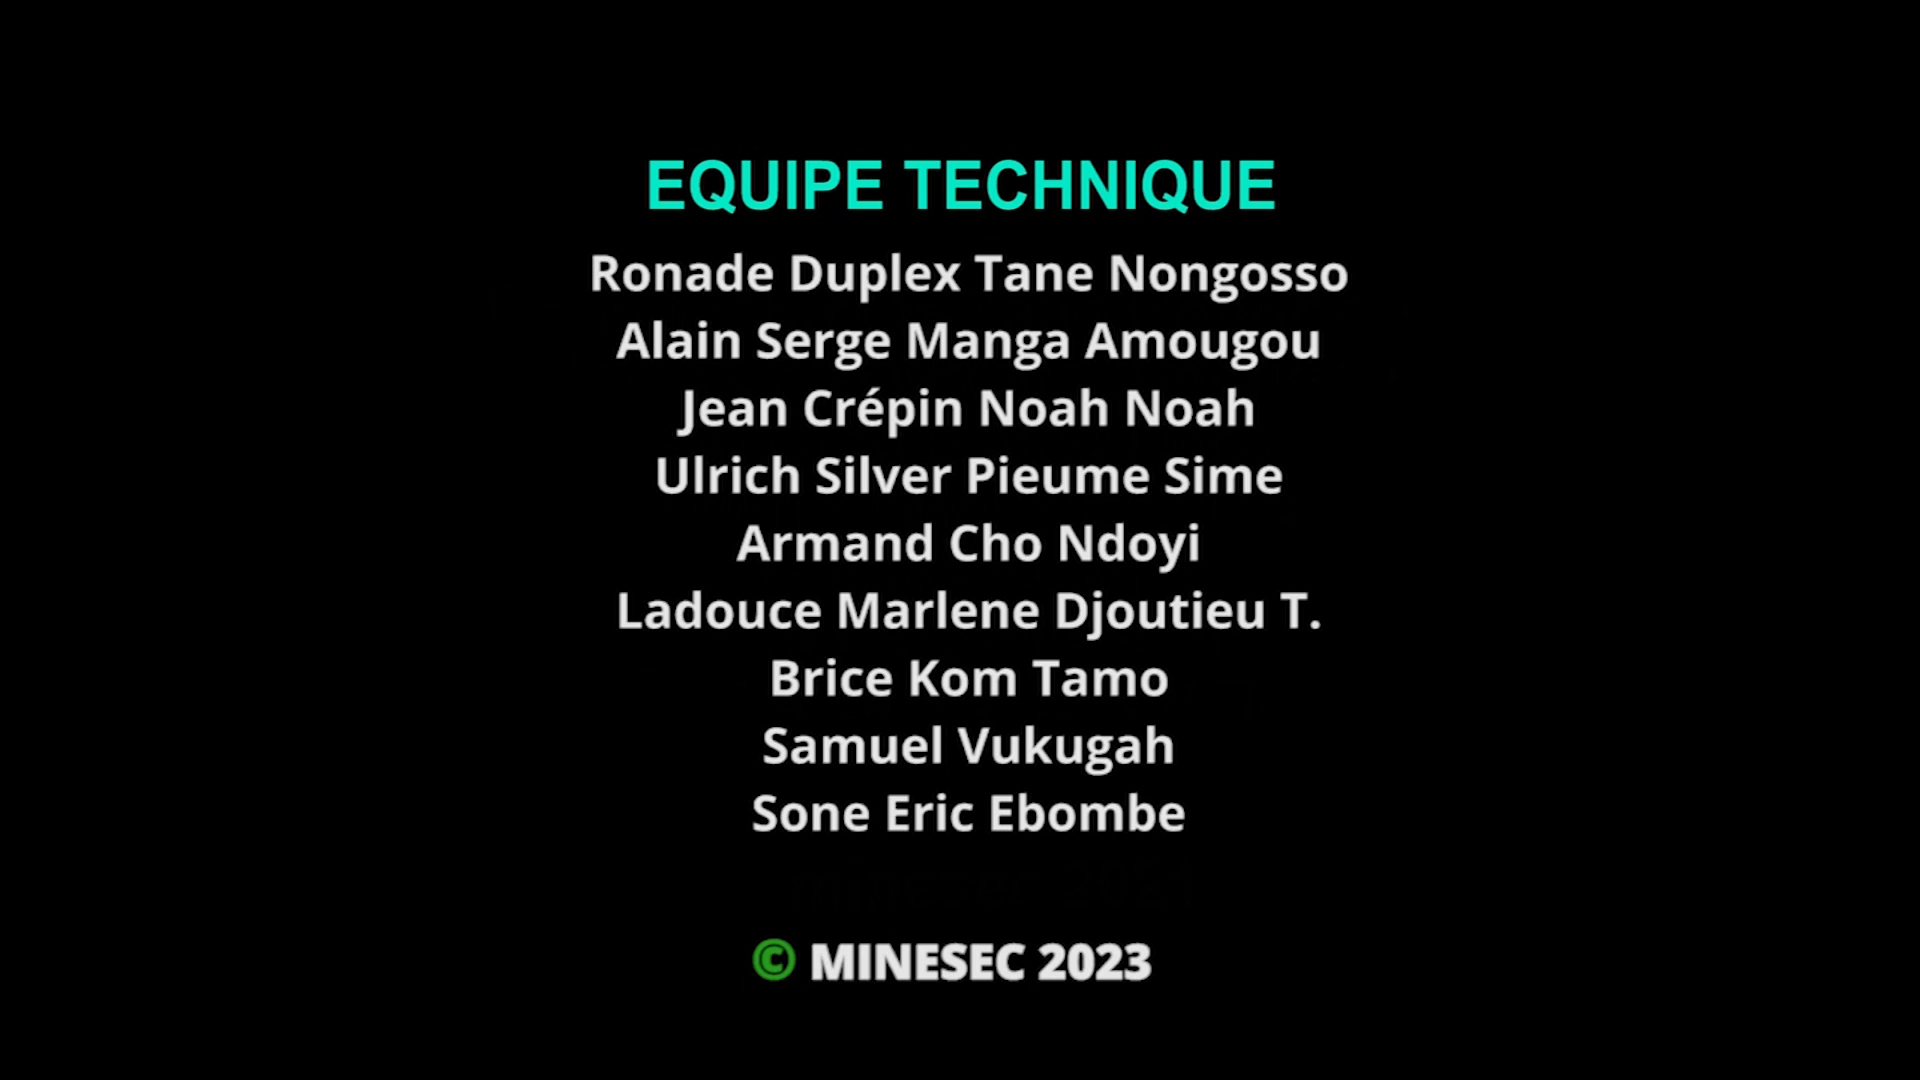 EQUIPE TECHNIQUE
Ronade Duplex Tane Nongosso
Alain Serge Manga Amougou
Jean Crépin Noah Noah
Ulrich Silver Pieume Sime
Armand Cho Ndoyi
Ladouce Marlene Djoutieu T.
Brice Kom Tamo
Samuel Vukugah
Sone Eric Ebombe
© MINESEC 2023